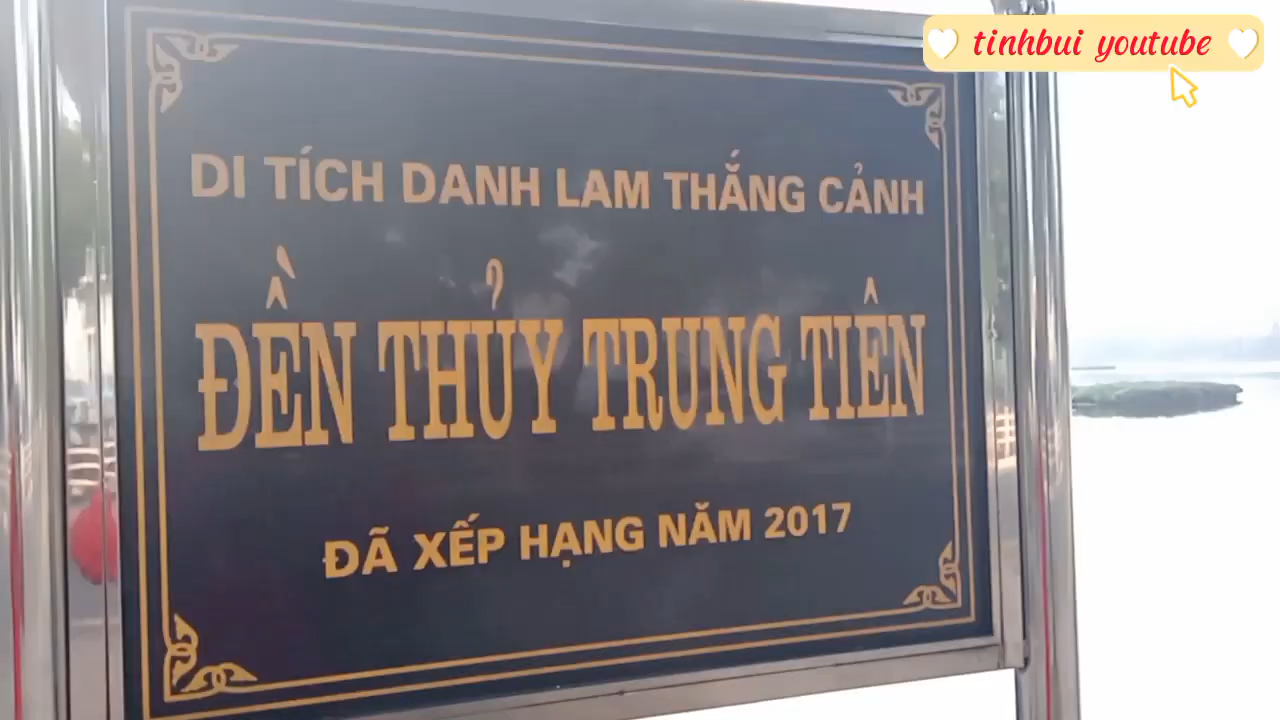 tinhbui youtube
DI TÍCH DANH LAM THẮNG CẢNH
ĐỀN THỦY TRUNG TIÊN
ĐÃ XẾP HẠNG NĂM 2017